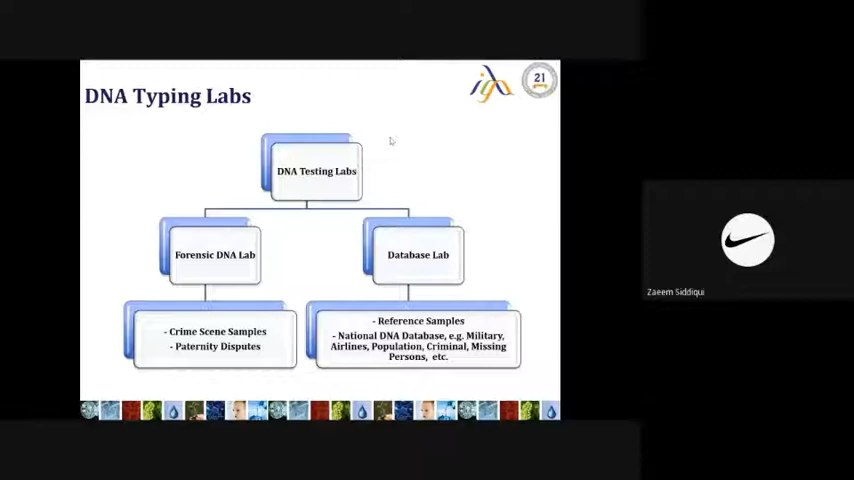 DNA Typing Labs
21
DNA Testing Labs
Forensic DNA Lab
Database Lab
- Crime Scene Samples
- Paternity Disputes
- Reference Samples
- National DNA Database, e.g. Military,
Airlines, Population, Criminal, Missing
Persons, etc.
Zaeem Siddiqui